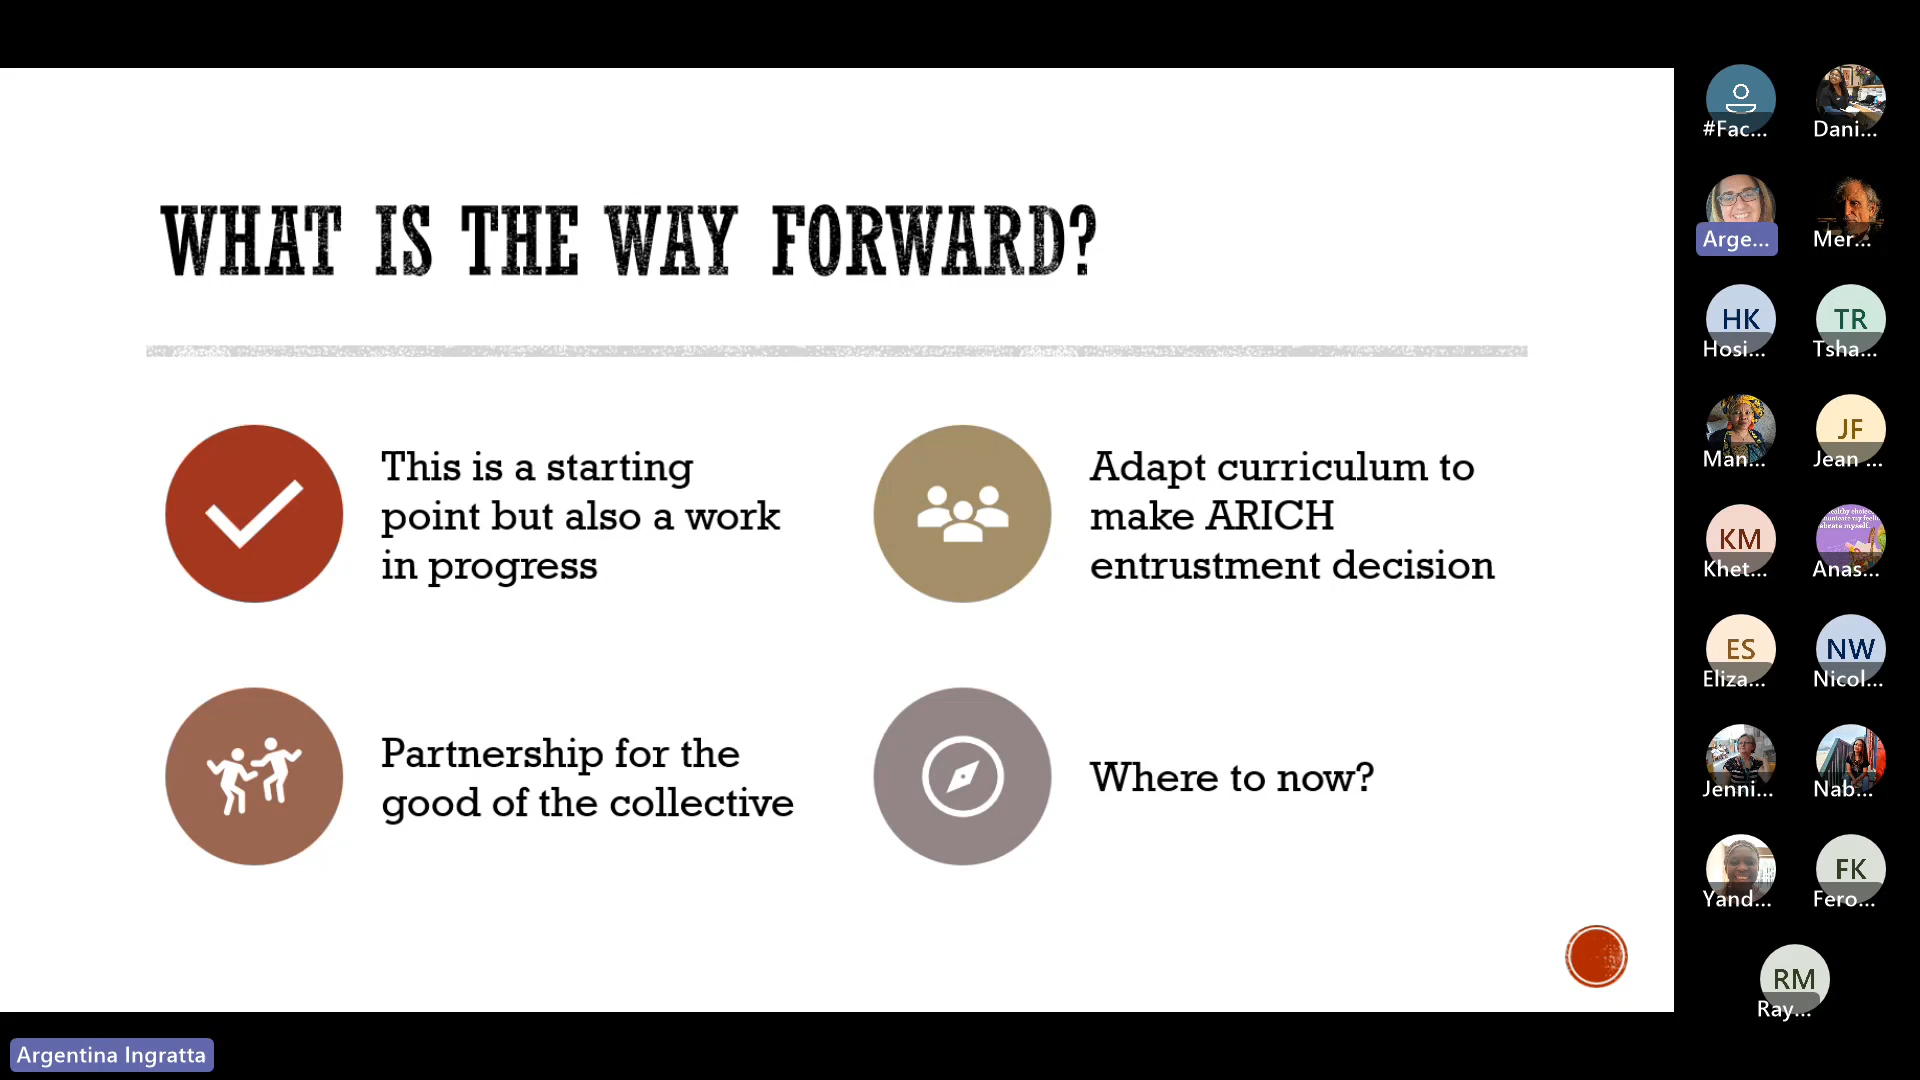 WHAT IS THE WAY FORWARD?
This is a starting
point but also a work
in progress
Adapt curriculum to
make ARICH
entrustment decision
Partnership for the
good of the collective
Where to now?
#Fac...
Dani...
Arge...
Mer...
HK
Hosi...
TR
Tsha...
Man...
JF
Jean ...
KM
Khet...
Anas...
ES
Eliza...
NW
Nicol...
Jenni...
Nab...
Yand...
FK
Fero...
RM
Ray...
Argentina Ingratta